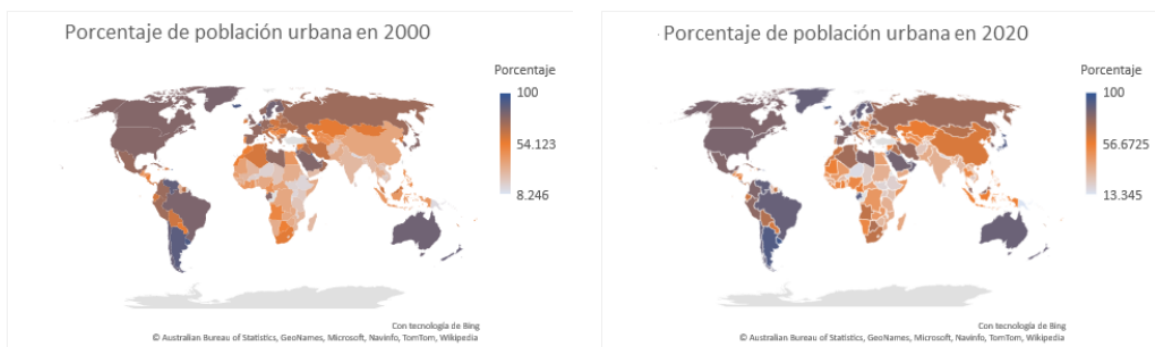 Porcentaje de población urbana en 2000
Porcentaje
100
54.123
8.246
Con tecnología de Bing
© Australian Bureau of Statistics, GeoNames, Microsoft, Navinfo, TomTom, Wikipedia
Porcentaje de población urbana en 2020
Porcentaje
100
56.6725
13.345
Con tecnología de Bing
© Australian Bureau of Statistics, GeoNames, Microsoft, Navinfo, TomTom, Wikipedia